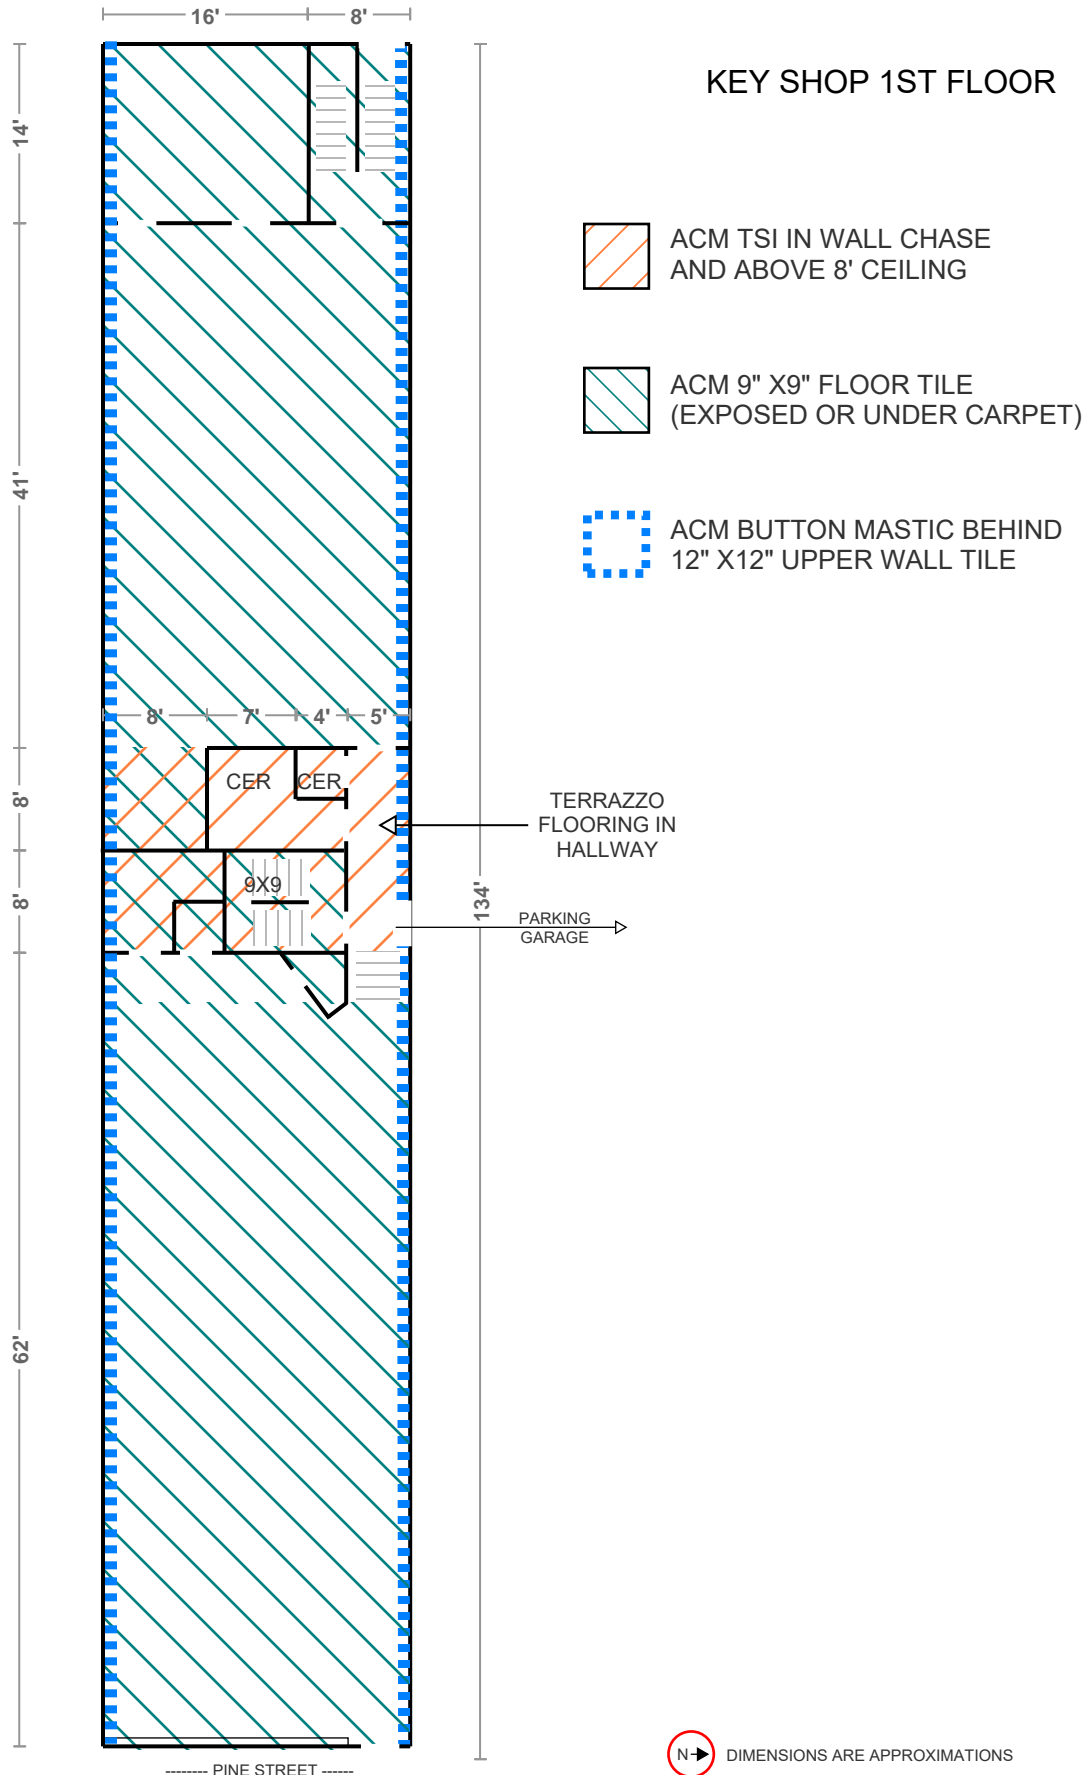 16' 8'
KEY SHOP 1ST FLOOR
14'
ACM TSI IN WALL CHASE
AND ABOVE 8' CEILING
ACM 9" X9" FLOOR TILE
(EXPOSED OR UNDER CARPET)
41'
ACM BUTTON MASTIC BEHIND
12" X12" UPPER WALL TILE
8' 7' 4' 5'
8'
CER CER
TERRAZZO
FLOORING IN
HALLWAY
8'
9X9
134'
PARKING
GARAGE
62'
N
DIMENSIONS ARE APPROXIMATIONS
-------- PINE STREET ------